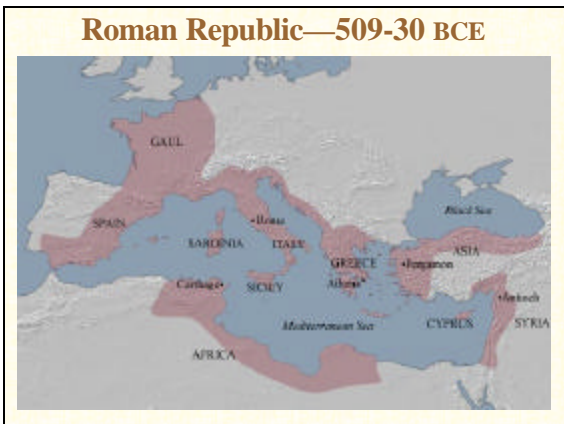 Roman Republic—509-30 BCE
GAUL
Black Sea
SPAIN
Rome
SARDINIA
ITALY
ASIA
GREECE
Pergamon
Carthage
SICILY
Athens
Antioch
Mediterranean Sea
CYPRUS
SYRIA
AFRICA